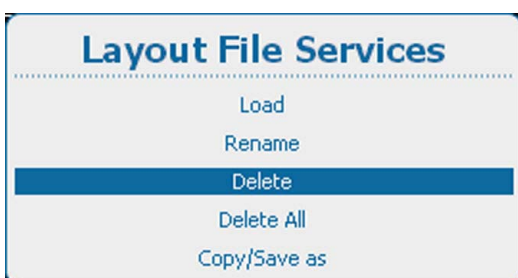 Layout File Services
Load
Rename
Delete
Delete All
Copy/Save as